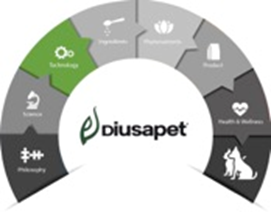 Ingredients
Phytonutrients
Technology
Product
Science
Health & Wellness
Philosophy
DIUSAPET